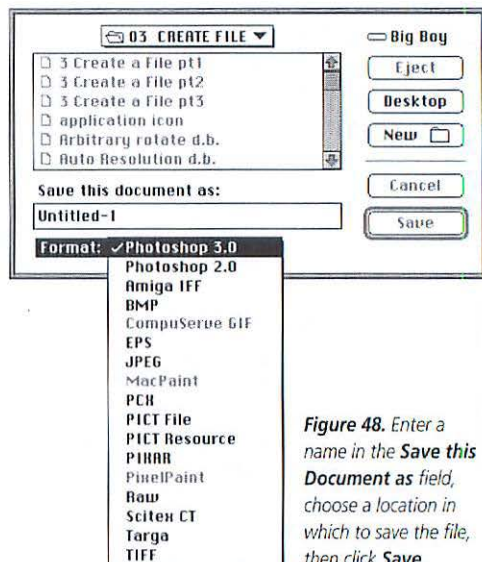 03 CREATE FILE
Big Boy
3 Create a File pt1
3 Create a File pt2
3 Create a File pt3
application icon
Arbitrary rotate d.b.
Auto Resolution d.b.
Eject
Desktop
New
Save this document as:
Untitled-1
Cancel
Save
Format: ✓Photoshop 3.0
Photoshop 2.0
Amiga IFF
BMP
CompuServe GIF
EPS
JPEG
MacPaint
PCX
PICT File
PICT Resource
PIXAR
PixelPaint
Raw
Scitex CT
Targa
TIFF
Figure 48. Enter a
name in the Save this
Document as field,
choose a location in
which to save the file,
then click Save